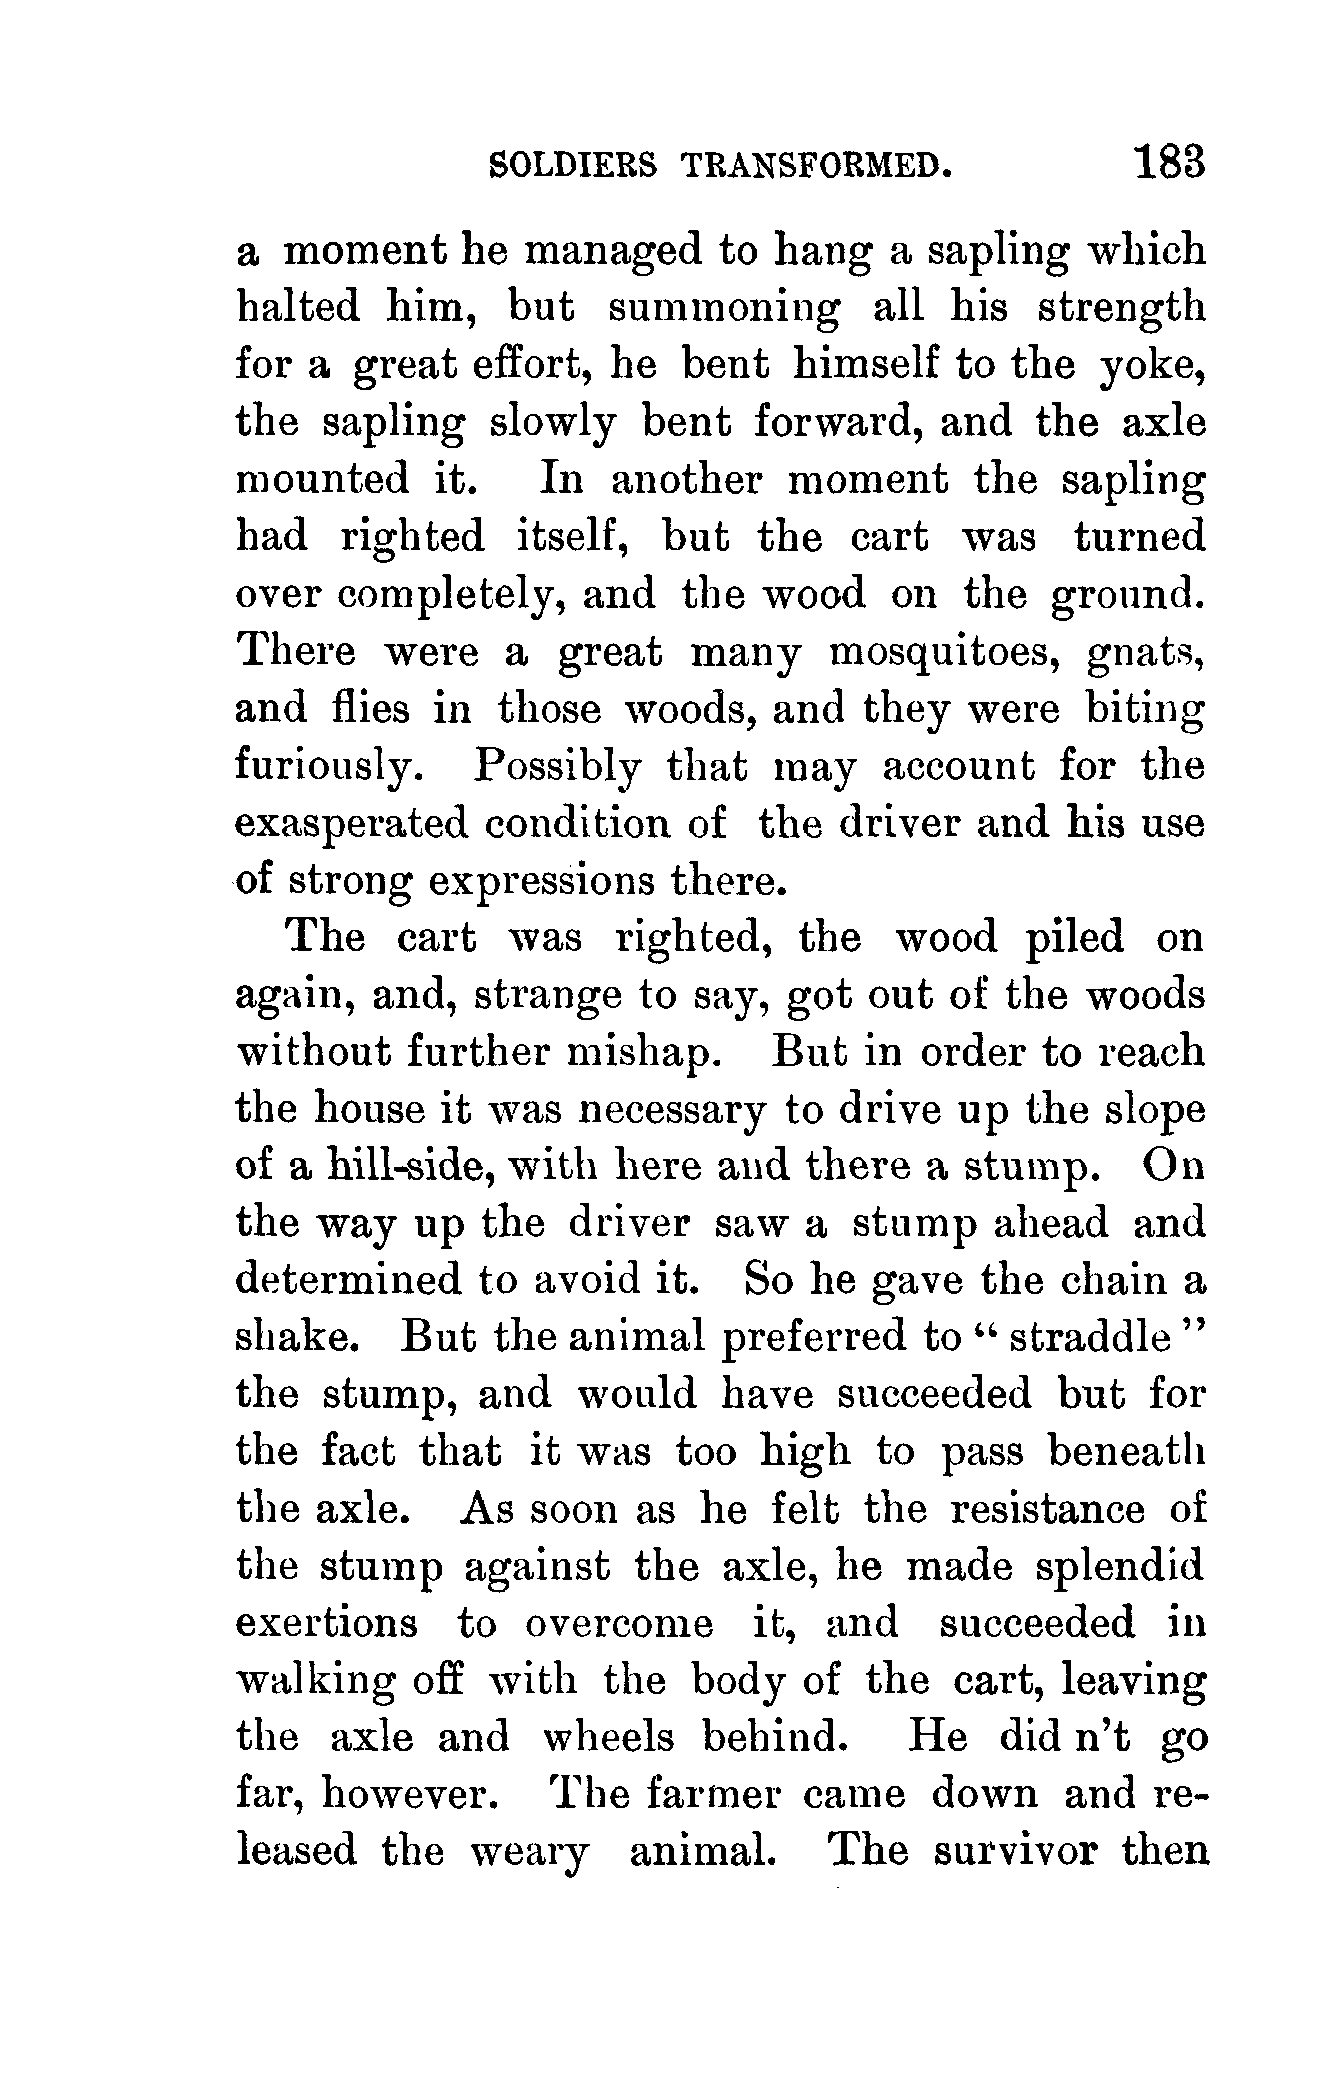 SOLDIERS TRANSFORMED. 183
a moment he managed to hang a sapling which
halted him, but summoning all his strength
for a great effort, he bent himself to the yoke,
the sapling slowly bent forward, and the axle
mounted it. In another moment the sapling
had righted itself, but the cart was turned
over completely, and the wood on the ground.
There were a great many mosquitoes, gnats,
and flies in those woods, and they were biting
furiously. Possibly that may account for the
exasperated condition of the driver and his use
of strong expressions there.
The cart was righted, the wood piled on
again, and, strange to say, got out of the woods
without further mishap. But in order to reach
the house it was necessary to drive up the slope
of a hill-side, with here and there a stump. On
the way up the driver saw a stump ahead and
determined to avoid it. So he gave the chain a
shake. But the animal preferred to “ straddle ”
the stump, and would have succeeded but for
the fact that it was too high to pass beneath
the axle. As soon as he felt the resistance of
the stump against the axle, he made splendid
exertions to overcome it, and succeeded in
walking off with the body of the cart, leaving
the axle and wheels behind. He did n’t go
far, however. The farmer came down and re-
leased the weary animal. The survivor then